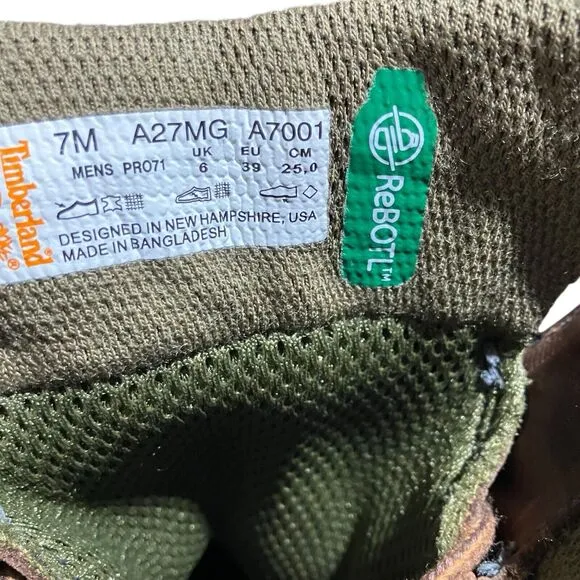 7M A27MG A7001
MENS PRO71
UK EU CM
6 39 25.0
DESIGNED IN NEW HAMPSHIRE, USA
MADE IN BANGLADESH
Timberland®
ReBOTL™